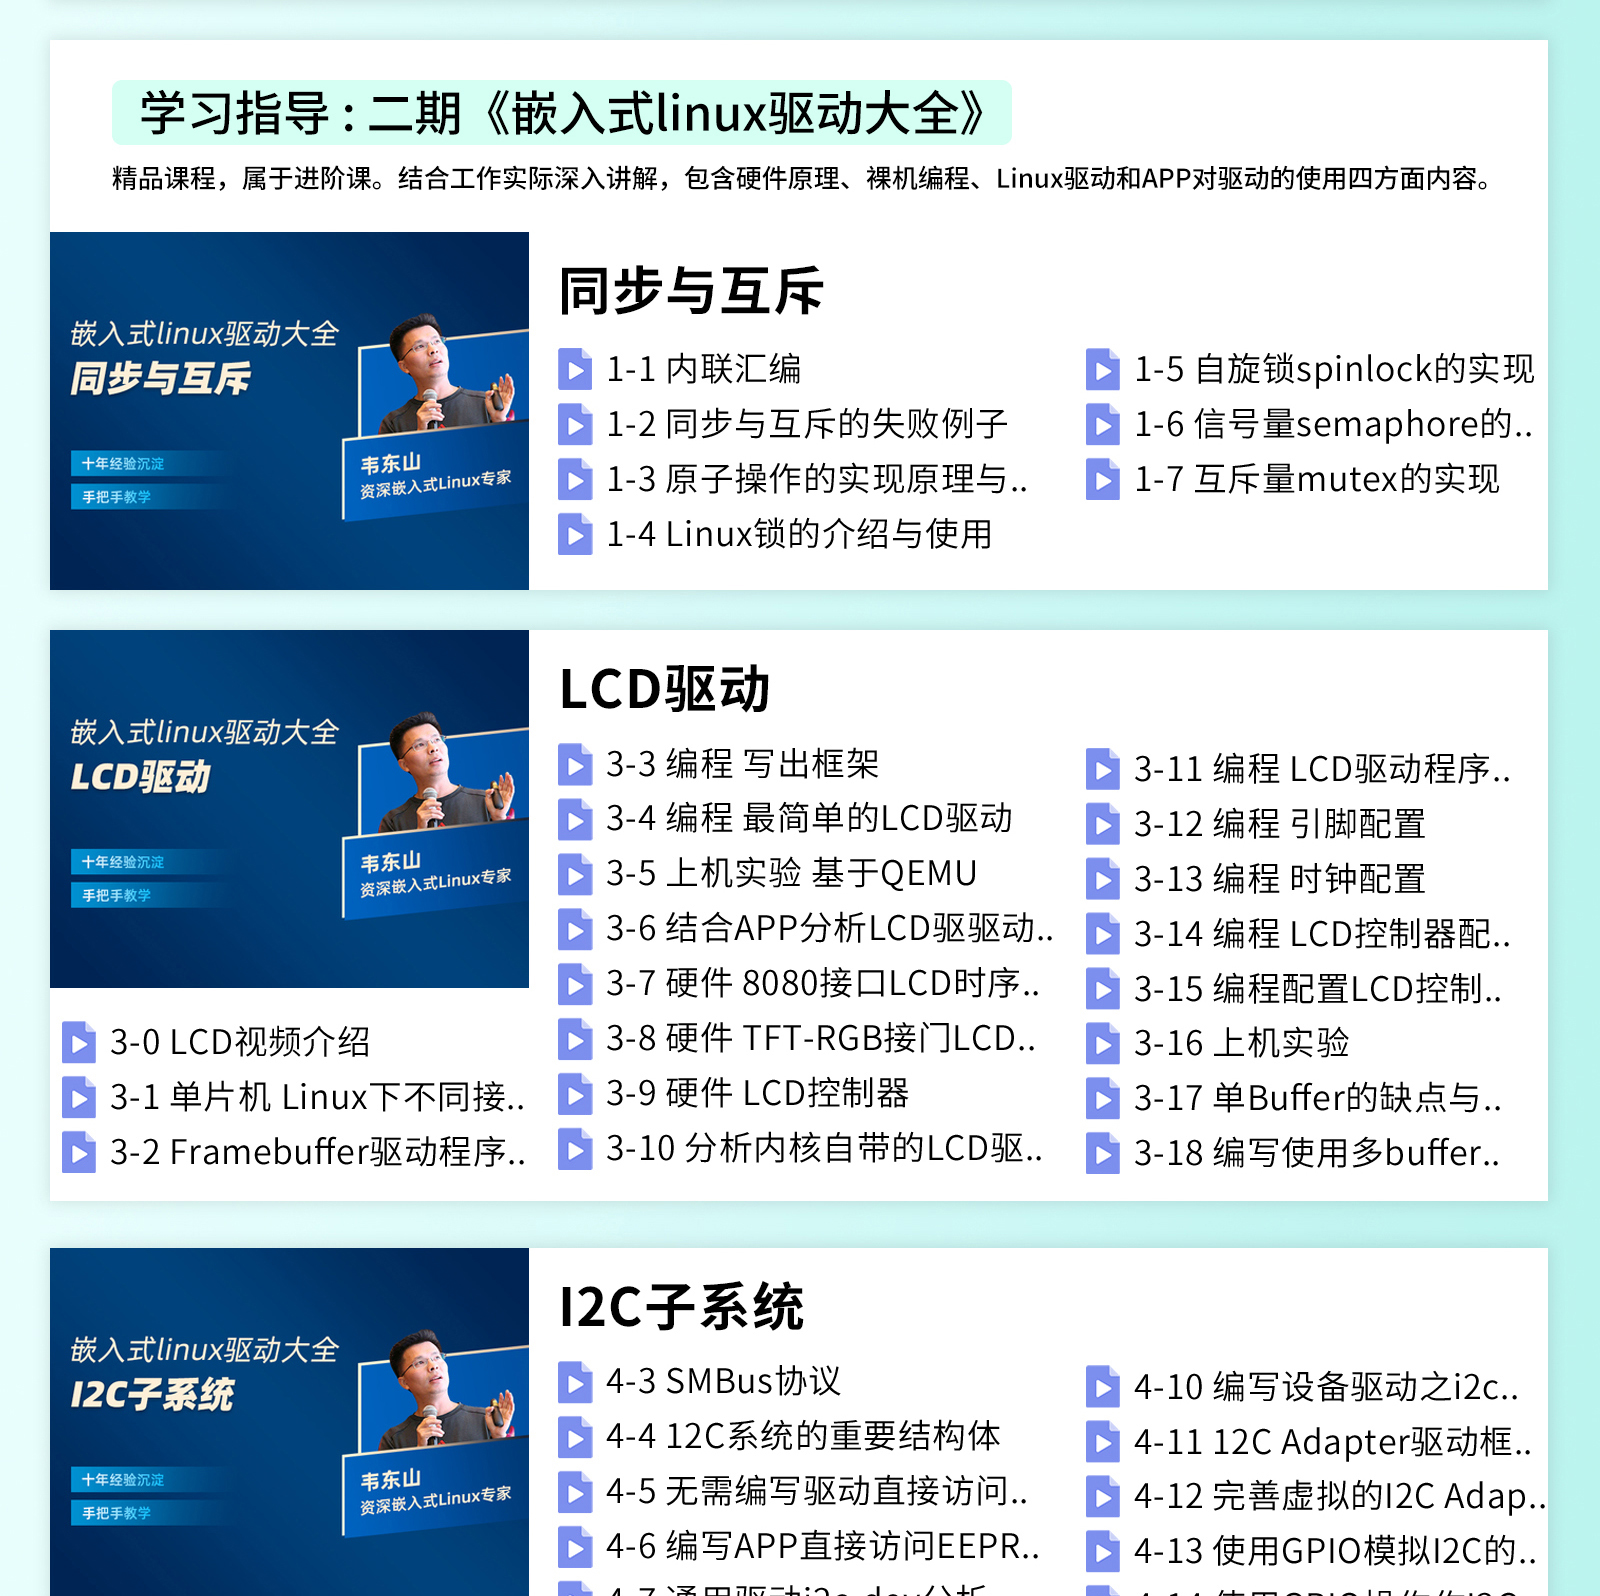 学习指导 : 二期《嵌入式linux驱动大全》
精品课程，属于进阶课。结合工作实际深入讲解，包含硬件原理、裸机编程、Linux驱动和APP对驱动的使用四方面内容。
嵌入式linux驱动大全
同步与互斥
十年经验沉淀
手把手教学
韦东山
资深嵌入式Linux专家
同步与互斥
1-1 内联汇编
1-2 同步与互斥的失败例子
1-3 原子操作的实现原理与..
1-4 Linux锁的介绍与使用
1-5 自旋锁spinlock的实现
1-6 信号量semaphore的..
1-7 互斥量mutex的实现
嵌入式linux驱动大全
LCD驱动
十年经验沉淀
手把手教学
韦东山
资深嵌入式Linux专家
3-0 LCD视频介绍
3-1 单片机 Linux下不同接..
3-2 Framebuffer驱动程序..
LCD驱动
3-3 编程 写出框架
3-4 编程 最简单的LCD驱动
3-5 上机实验 基于QEMU
3-6 结合APP分析LCD驱驱动..
3-7 硬件 8080接口LCD时序..
3-8 硬件 TFT-RGB接门LCD..
3-9 硬件 LCD控制器
3-10 分析内核自带的LCD驱..
3-11 编程 LCD驱动程序..
3-12 编程 引脚配置
3-13 编程 时钟配置
3-14 编程 LCD控制器配..
3-15 编程配置LCD控制..
3-16 上机实验
3-17 单Buffer的缺点与..
3-18 编写使用多buffer..
嵌入式linux驱动大全
I2C子系统
十年经验沉淀
手把手教学
韦东山
资深嵌入式Linux专家
I2C子系统
4-3 SMBus协议
4-4 12C系统的重要结构体
4-5 无需编写驱动直接访问..
4-6 编写APP直接访问EEPR..
4-7 通用驱动i2c-dev分析
4-10 编写设备驱动之i2c..
4-11 12C Adapter驱动框..
4-12 完善虚拟的I2C Adap..
4-13 使用GPIO模拟I2C的..